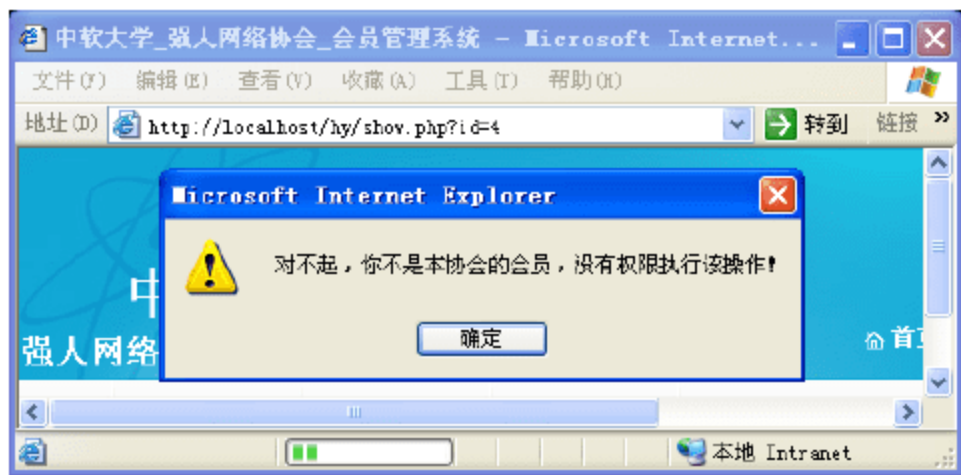 中软大学_强人网络协会_会员管理系统 - Microsoft Internet...
文件(F) 编辑(E) 查看(V) 收藏(A) 工具(T) 帮助(H)
地址(D) http://localhost/hy/show.php?id=4 转到 链接 »
Microsoft Internet Explorer
对不起，你不是本协会的会员，没有权限执行该操作!
确定
中
强人网络
首
本地 Intranet